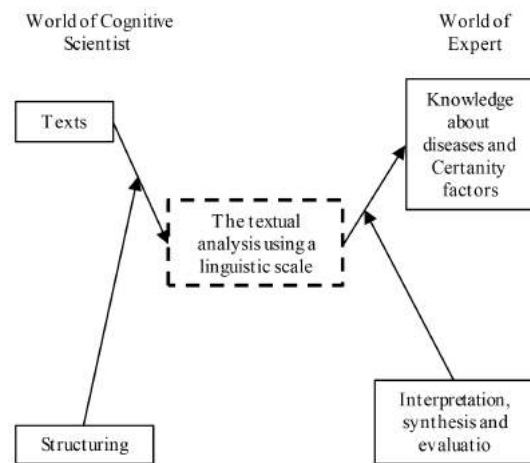 World of Cognitive
Scientist
World of
Expert
Texts
Knowledge
about
diseases and
Certanity
factors
The textual
analysis using a
linguistic scale
Structuring
Interpretation,
synthesis and
evaluatio